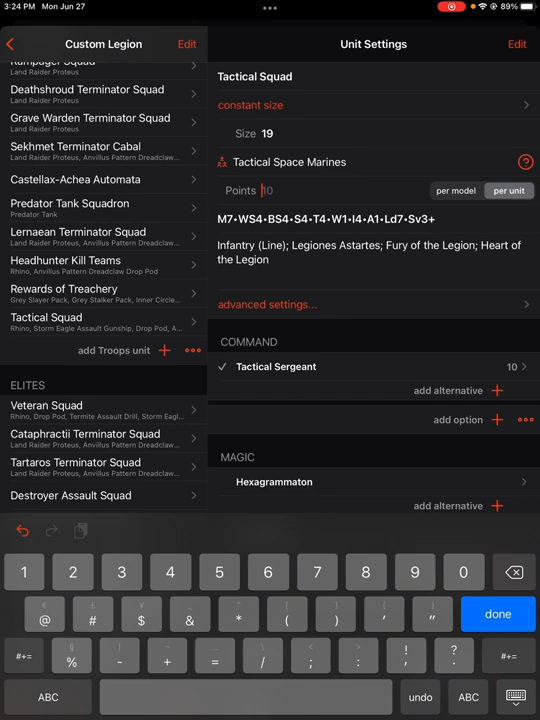 3:24 PM Mon Jun 27
89%
Custom Legion
Edit
Rampager Squad
Land Raider Proteus
Deathshroud Terminator Squad
Land Raider Proteus
Grave Warden Terminator Squad
Land Raider Proteus
Sekhmet Terminator Cabal
Land Raider Proteus, Anvillus Pattern Dreadclaw...
Castellax-Achea Automata
Predator Tank Squadron
Predator Tank
Lernaean Terminator Squad
Land Raider Proteus, Anvillus Pattern Dreadclaw...
Headhunter Kill Teams
Rhino, Anvillus Pattern Dreadclaw Drop Pod
Rewards of Treachery
Grey Slayer Pack, Grey Stalker Pack, Inner Circle...
Tactical Squad
Rhino, Storm Eagle Assault Gunship, Drop Pod, A...
add Troops unit +
ELITES
Veteran Squad
Rhino, Drop Pod, Termite Assault Drill, Storm Eagl...
Cataphractii Terminator Squad
Land Raider Proteus, Anvillus Pattern Dreadclaw...
Tartaros Terminator Squad
Land Raider Proteus, Anvillus Pattern Dreadclaw...
Destroyer Assault Squad
Unit Settings
Edit
Tactical Squad
constant size
Size 19
Tactical Space Marines ?
Points 10 per model per unit
M7•WS4•BS4•S4•T4•W1•I4•A1•Ld7•Sv3+
Infantry (Line); Legiones Astartes; Fury of the Legion; Heart of
the Legion
advanced settings...
COMMAND
Tactical Sergeant 10
add alternative +
add option +
MAGIC
Hexagrammaton
add alternative +
1 2 3 4 5 6 7 8 9 0
@ # $ & * ( ) ' " done
#+= % - + = / ; : ! ? #+=
ABC undo ABC